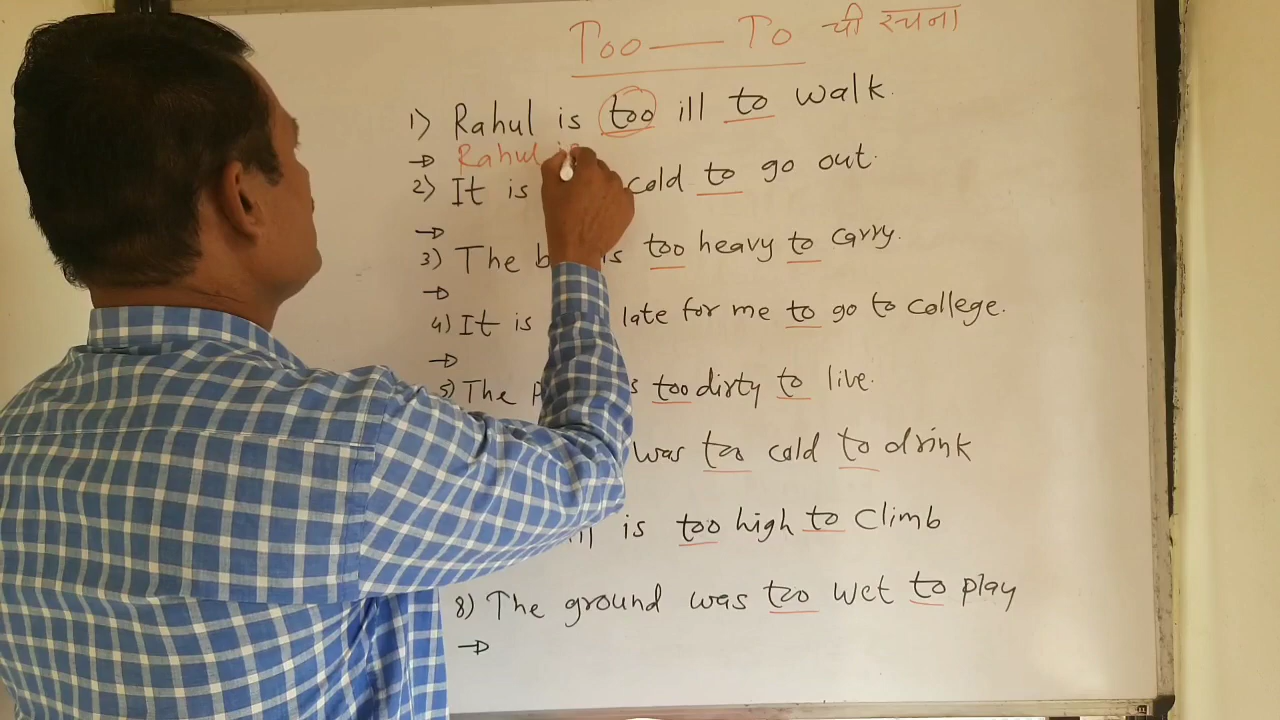 Too — To ची रचना
1) Rahul is too ill to walk.
→ Rahul is
2) It is cold to go out.
→
3) The is too heavy to carry.
→
4) It is late for me to go to college.
→
5) The too dirty to live.
was too cold to drink
is too high to Climb
8) The ground was too wet to play
→